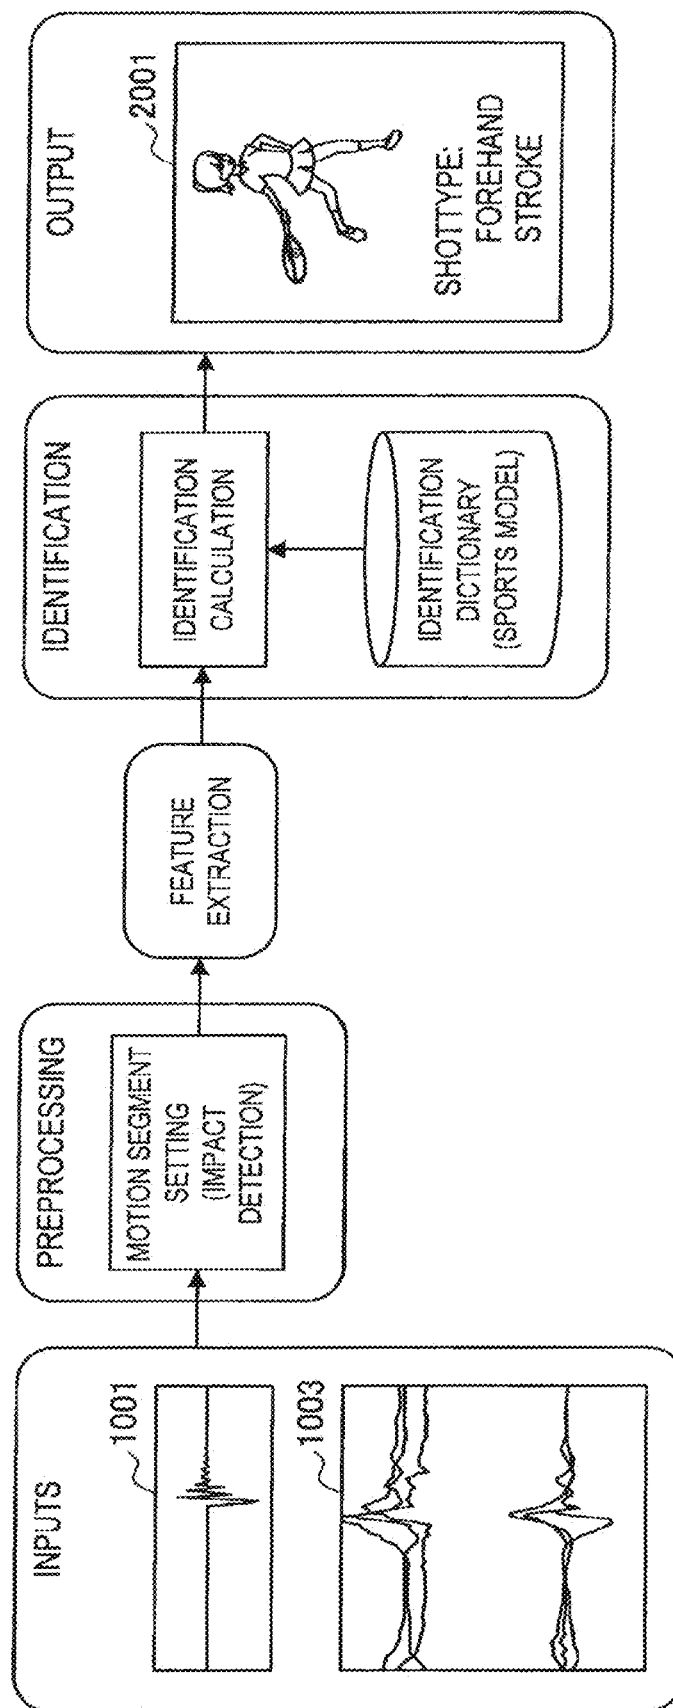 INPUTS
1001
1003
PREPROCESSING
MOTION SEGMENT
SETTING
(IMPACT
DETECTION)
FEATURE
EXTRACTION
IDENTIFICATION
IDENTIFICATION
CALCULATION
IDENTIFICATION
DICTIONARY
(SPORTS MODEL)
OUTPUT
2001
SHOTTYPE:
FOREHAND
STROKE